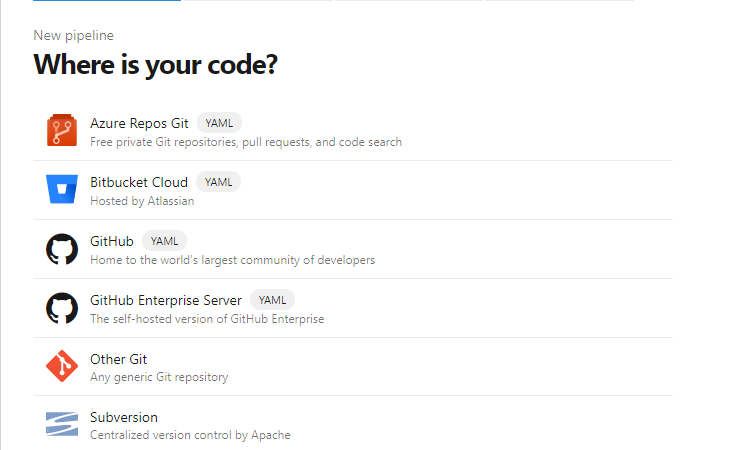 New pipeline
Where is your code?
Azure Repos Git YAML
Free private Git repositories, pull requests, and code search
Bitbucket Cloud YAML
Hosted by Atlassian
GitHub YAML
Home to the world's largest community of developers
GitHub Enterprise Server YAML
The self-hosted version of GitHub Enterprise
Other Git
Any generic Git repository
Subversion
Centralized version control by Apache